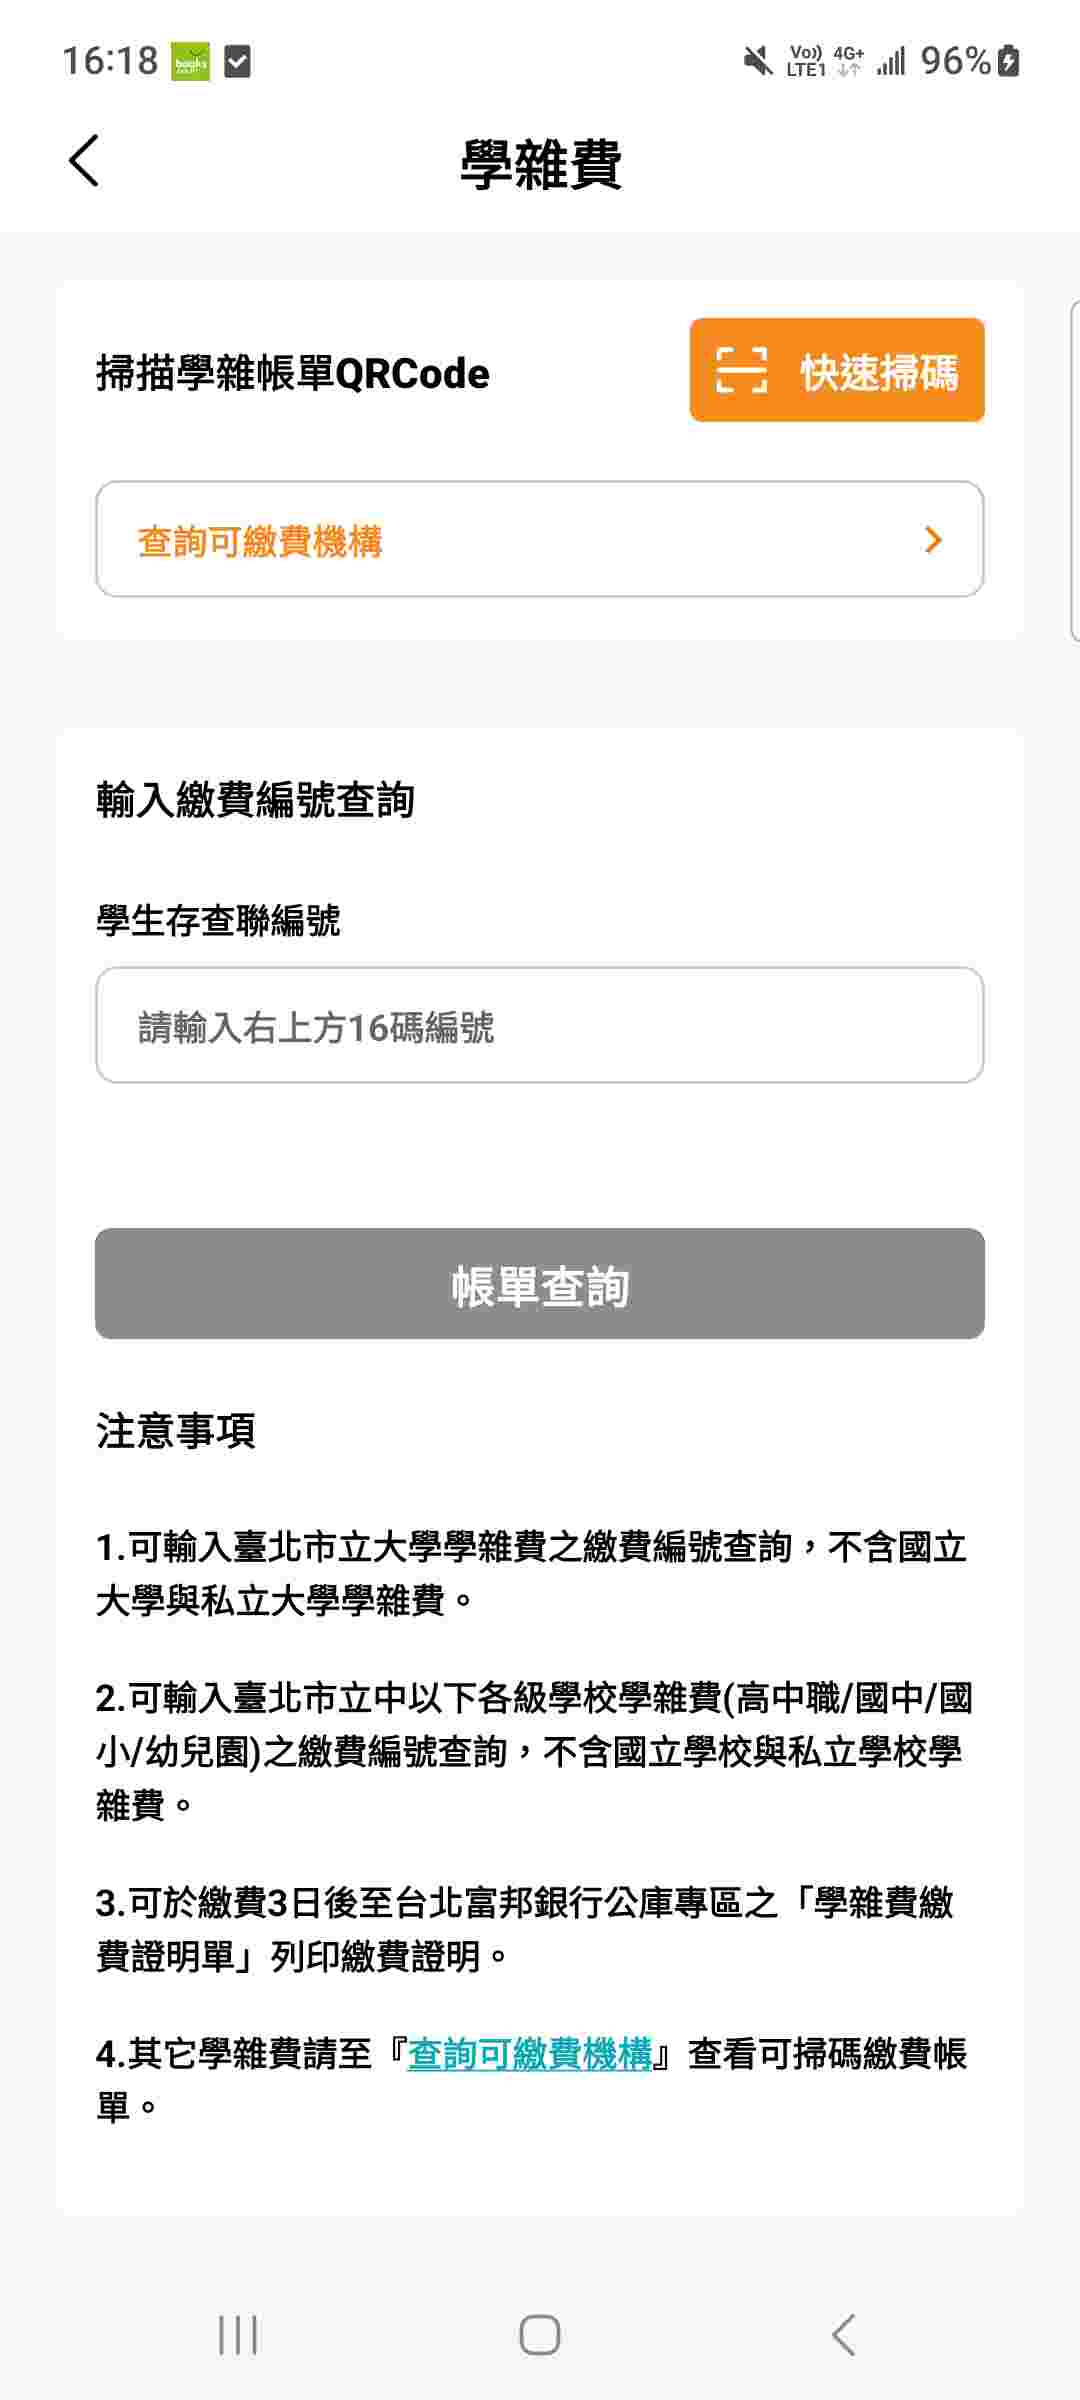 16:18
books
Vo))
LTE1
4G+
96%
學雜費
掃描學雜帳單QRCode
快速掃碼
查詢可繳費機構
輸入繳費編號查詢
學生存查聯編號
請輸入右上方16碼編號
帳單查詢
注意事項
1.可輸入臺北市立大學學雜費之繳費編號查詢，不含國立
大學與私立大學學雜費。
2.可輸入臺北市立中以下各級學校學雜費(高中職/國中/國
小/幼兒園)之繳費編號查詢，不含國立學校與私立學校學
雜費。
3.可於繳費3日後至台北富邦銀行公庫專區之「學雜費繳
費證明單」列印繳費證明。
4.其它學雜費請至『查詢可繳費機構』查看可掃碼繳費帳
單。